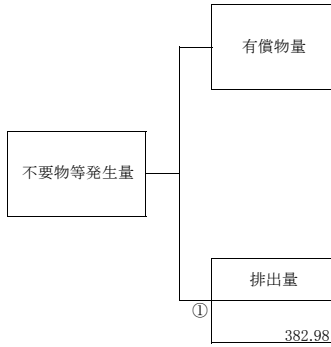 有償物量
不要物等発生量
排出量
①
382.98